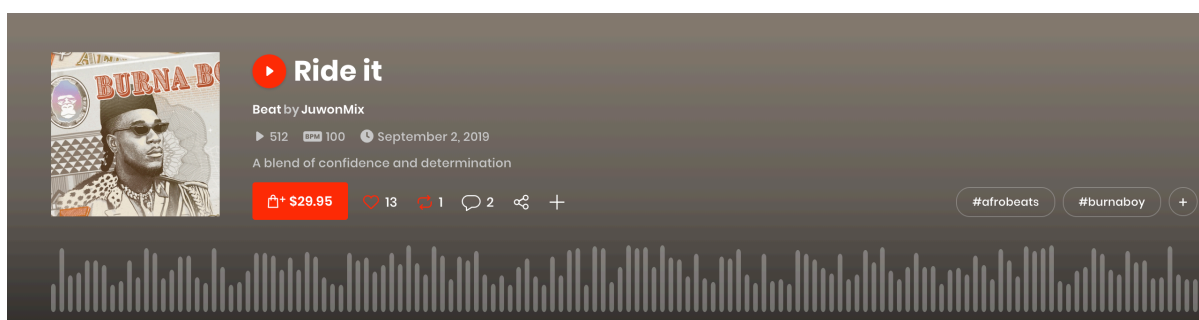 BURNA BO
Ride it
Beat by JuwonMix
512 BPM 100 September 2, 2019
A blend of confidence and determination
+ $29.95 13 1 2 +
#afrobeats #burnaboy +